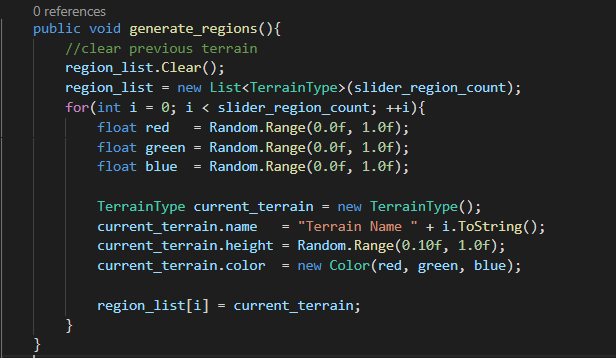 0 references
public void generate_regions(){
    //clear previous terrain
    region_list.Clear();
    region_list = new List<TerrainType>(slider_region_count);
    for(int i = 0; i < slider_region_count; ++i){
        float red   = Random.Range(0.0f, 1.0f);
        float green = Random.Range(0.0f, 1.0f);
        float blue  = Random.Range(0.0f, 1.0f);

        TerrainType current_terrain = new TerrainType();
        current_terrain.name   = "Terrain Name " + i.ToString();
        current_terrain.height = Random.Range(0.10f, 1.0f);
        current_terrain.color  = new Color(red, green, blue);

        region_list[i] = current_terrain;
    }
}